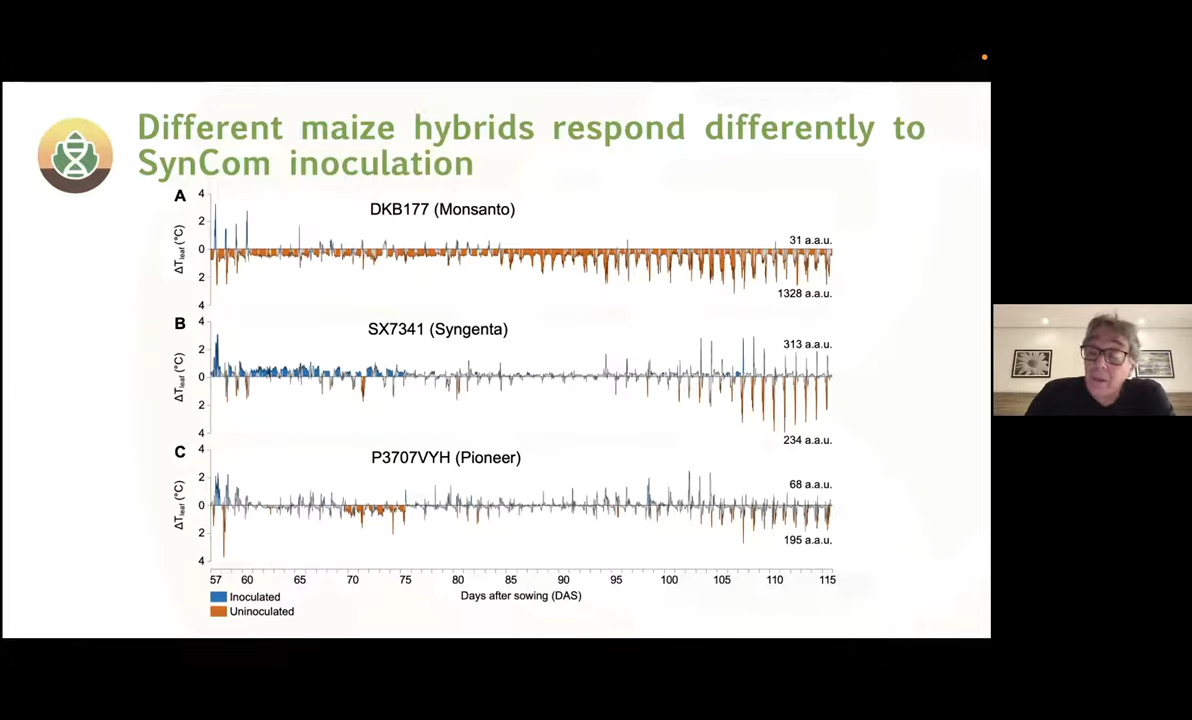 Different maize hybrids respond differently to
SynCom inoculation
A
DKB177 (Monsanto)
4
2
0
2
4
ΔTleaf (°C)
31 a.a.u.
1328 a.a.u.
B
SX7341 (Syngenta)
4
2
0
2
4
ΔTleaf (°C)
313 a.a.u.
234 a.a.u.
C
P3707VYH (Pioneer)
4
2
0
2
4
ΔTleaf (°C)
68 a.a.u.
195 a.a.u.
57 60 65 70 75 80 85 90 95 100 105 110 115
Days after sowing (DAS)
Inoculated
Uninoculated